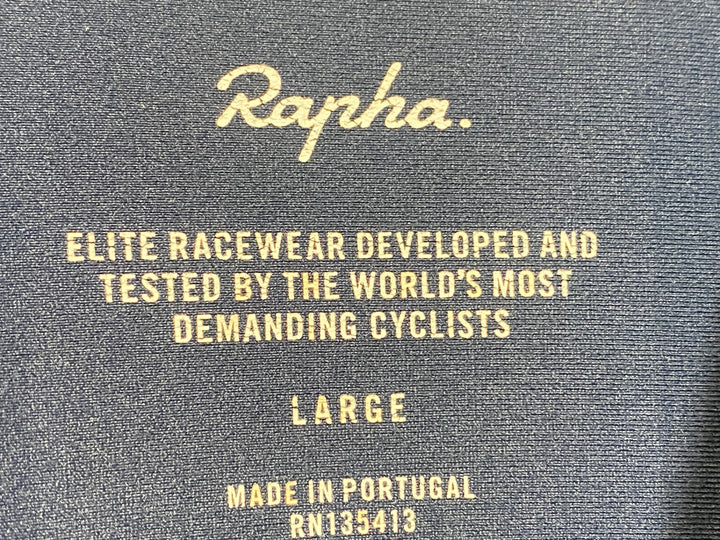 Rapha.
ELITE RACEWEAR DEVELOPED AND
TESTED BY THE WORLD'S MOST
DEMANDING CYCLISTS
LARGE
MADE IN PORTUGAL
RN135413